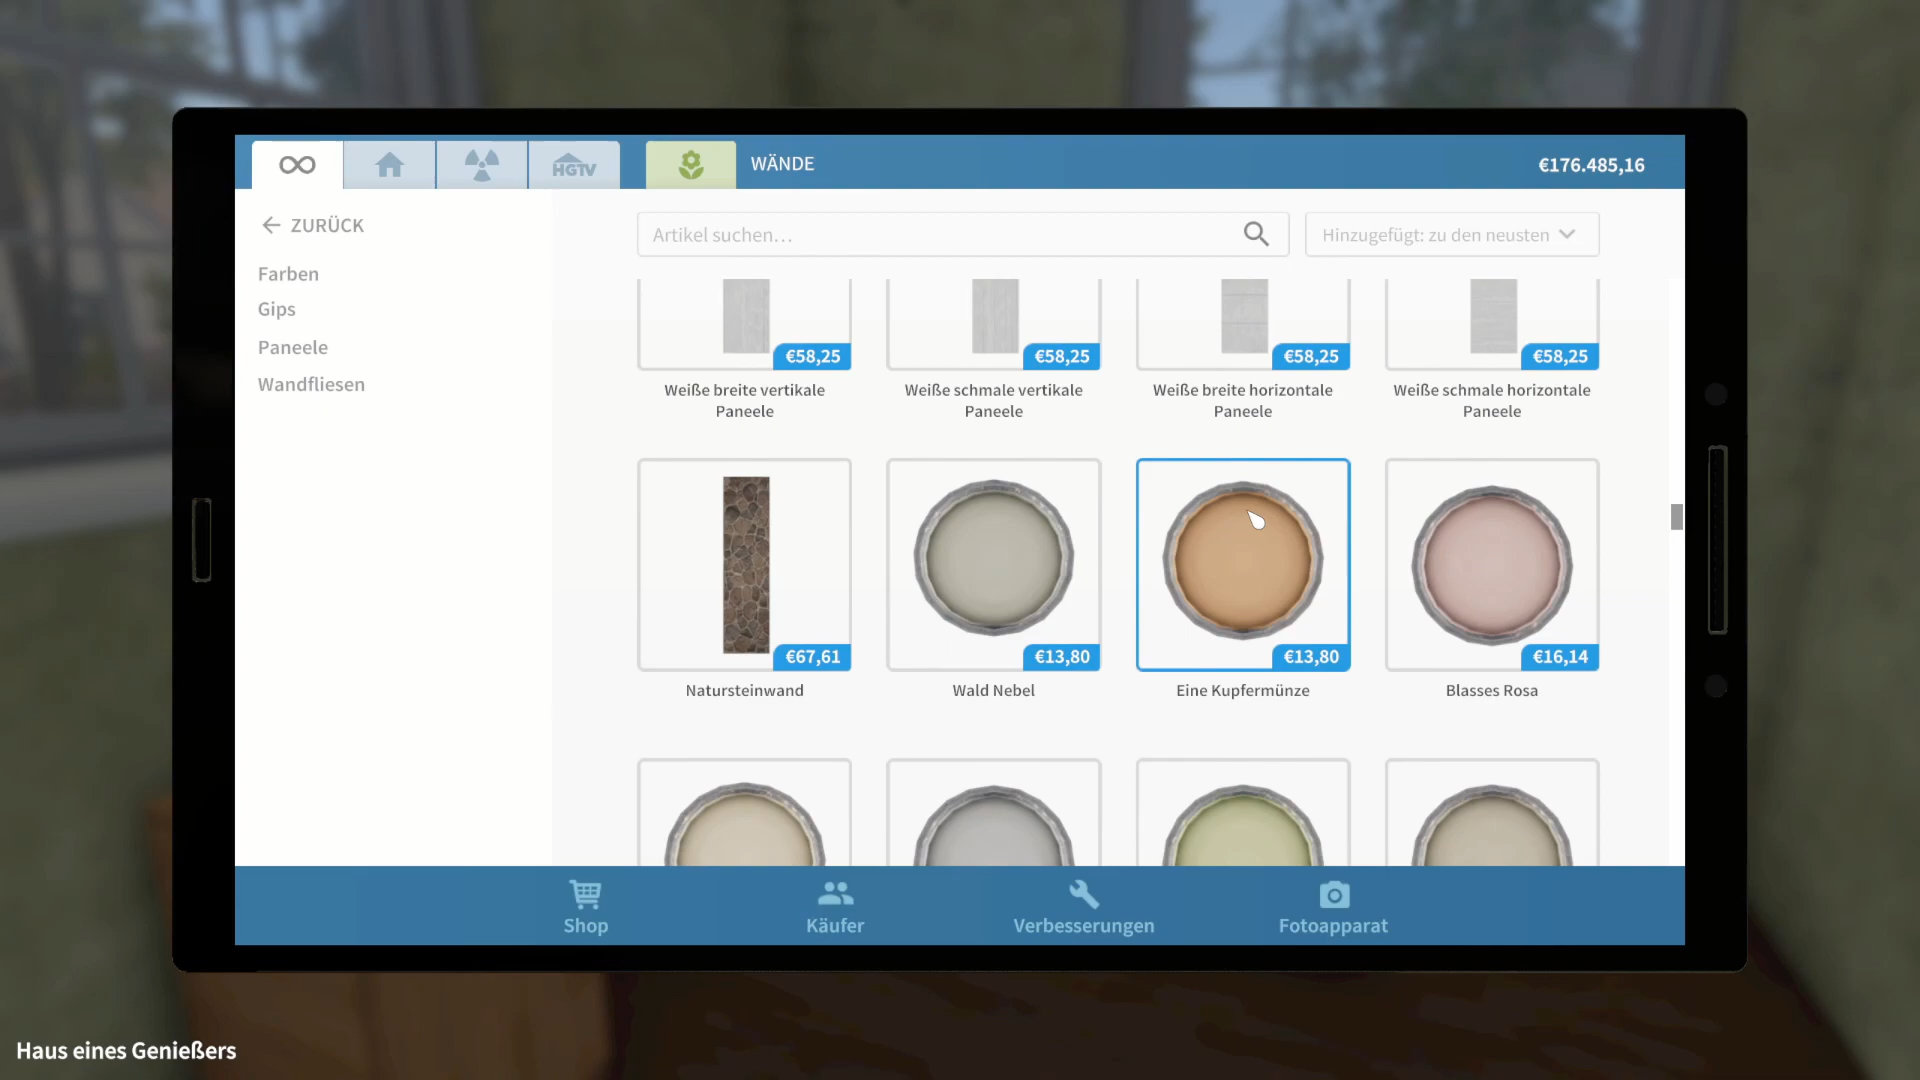 HGTV
WÄNDE
€176.485,16
ZURÜCK
Artikel suchen...
Hinzugefügt: zu den neusten
Farben
Gips
Paneele
Wandfliesen
€58,25
€58,25
€58,25
€58,25
Weiße breite vertikale
Paneele
Weiße schmale vertikale
Paneele
Weiße breite horizontale
Paneele
Weiße schmale horizontale
Paneele
€67,61
€13,80
€13,80
€16,14
Natursteinwand
Wald Nebel
Eine Kupfermünze
Blasses Rosa
Shop
Käufer
Verbesserungen
Fotoapparat
Haus eines Genießers